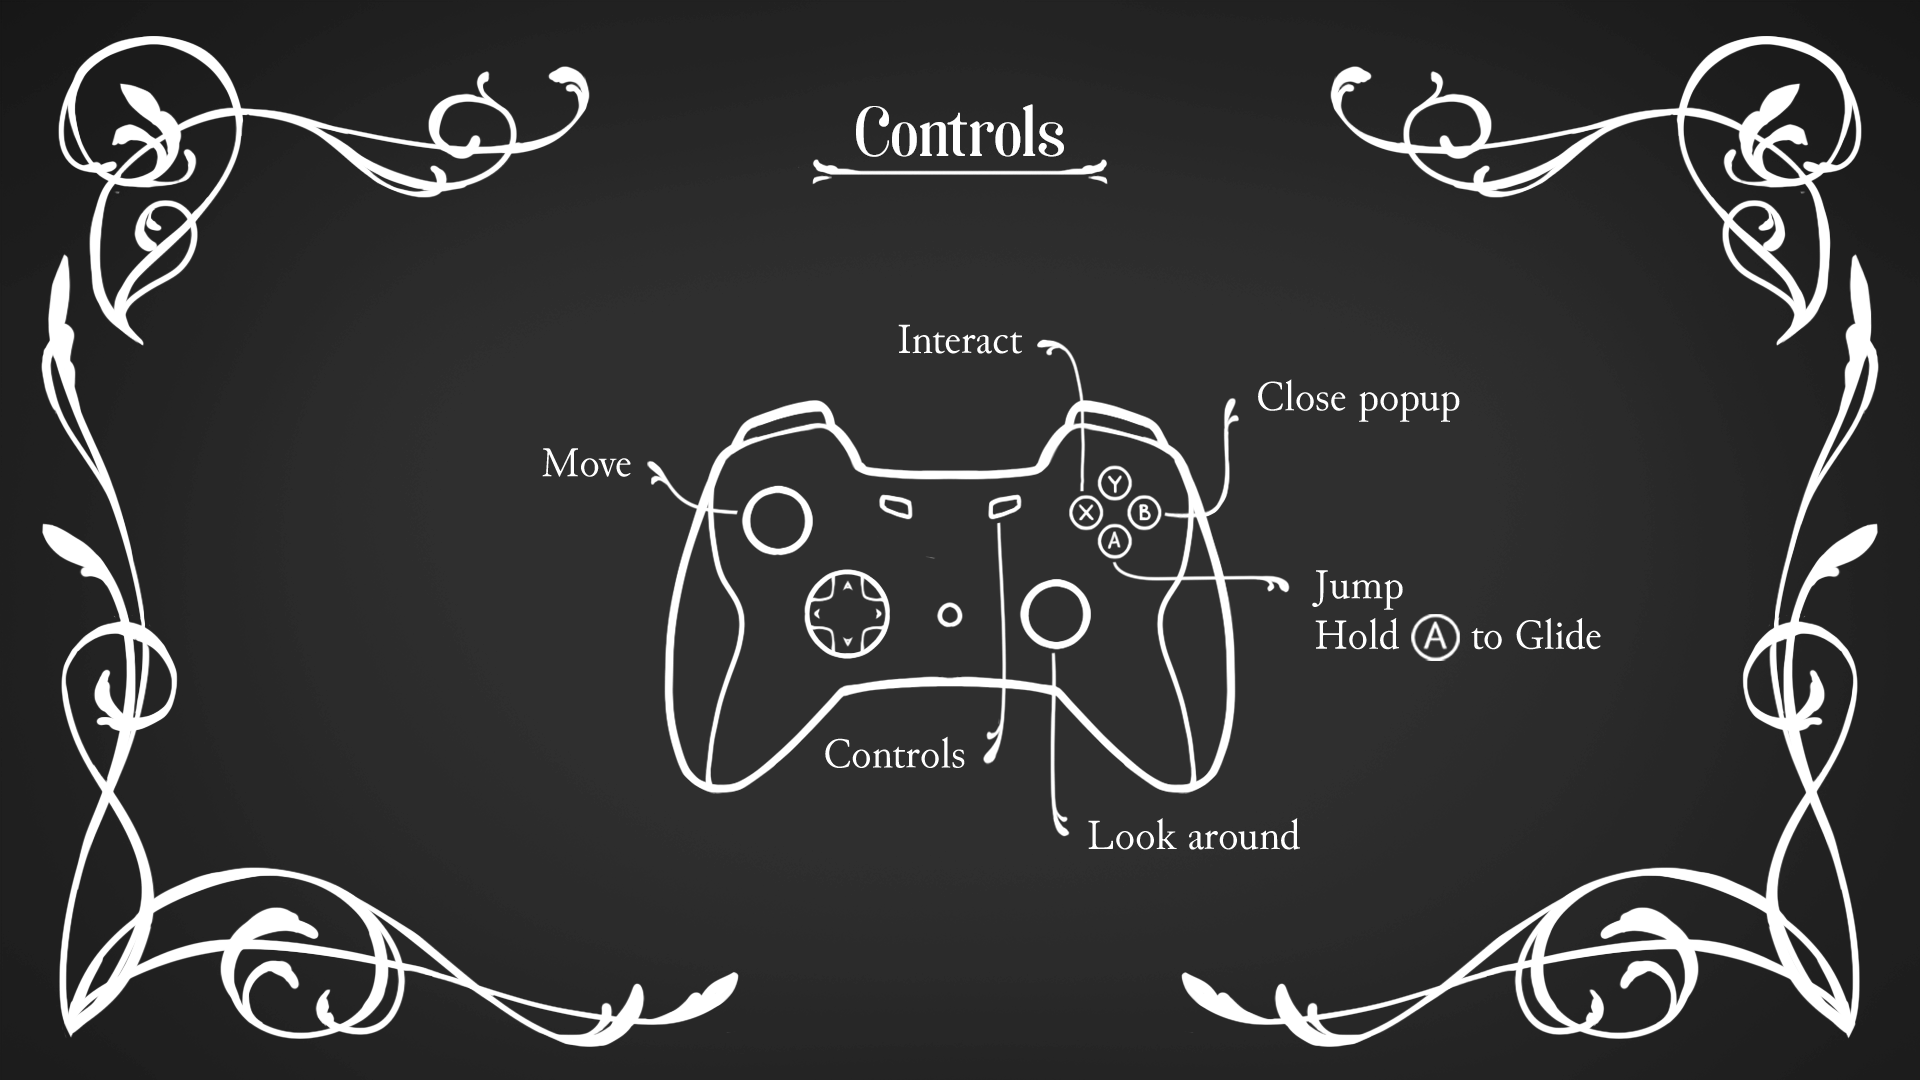 Controls
Interact
Close popup
Move
Y
X B
A
Jump
Hold A to Glide
Controls
Look around